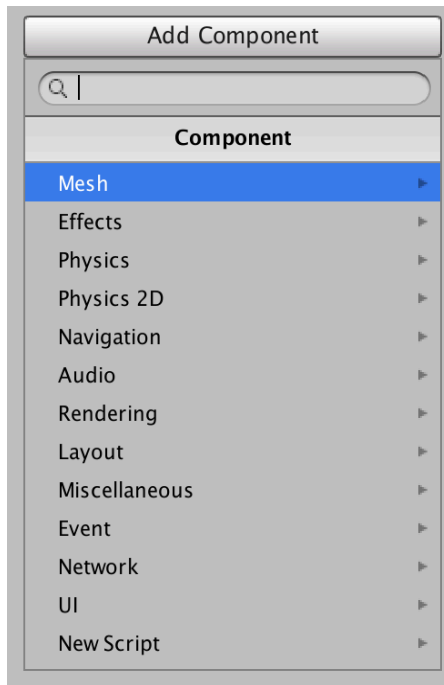 Add Component
Component
Mesh
Effects
Physics
Physics 2D
Navigation
Audio
Rendering
Layout
Miscellaneous
Event
Network
UI
New Script